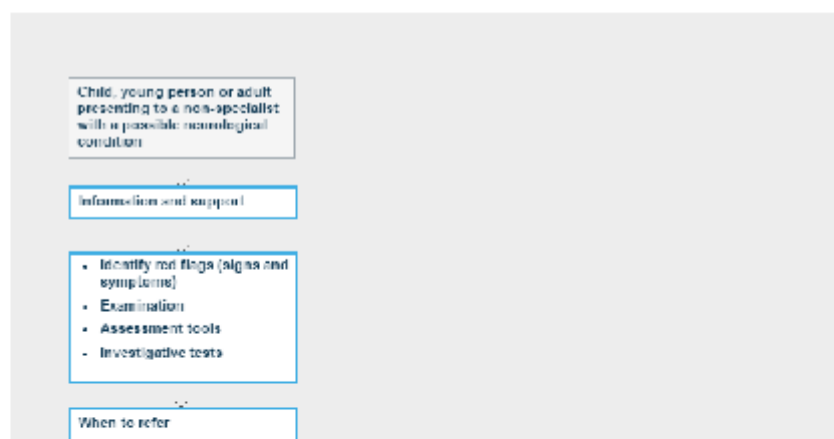 Child, young person or adult
presenting to a non-specialist
with a possible neurological
condition
Information and support
• Identify red flags (signs and
symptoms)
• Examination
• Assessment tools
• Investigative tests
When to refer